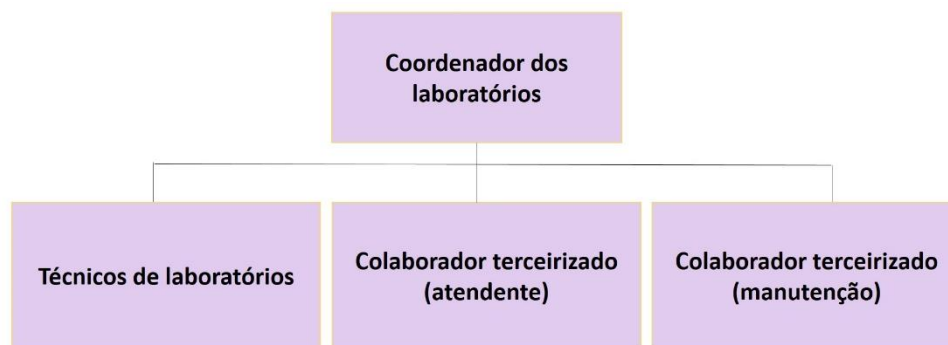 Coordenador dos
laboratórios
Técnicos de laboratórios
Colaborador terceirizado
(atendente)
Colaborador terceirizado
(manutenção)